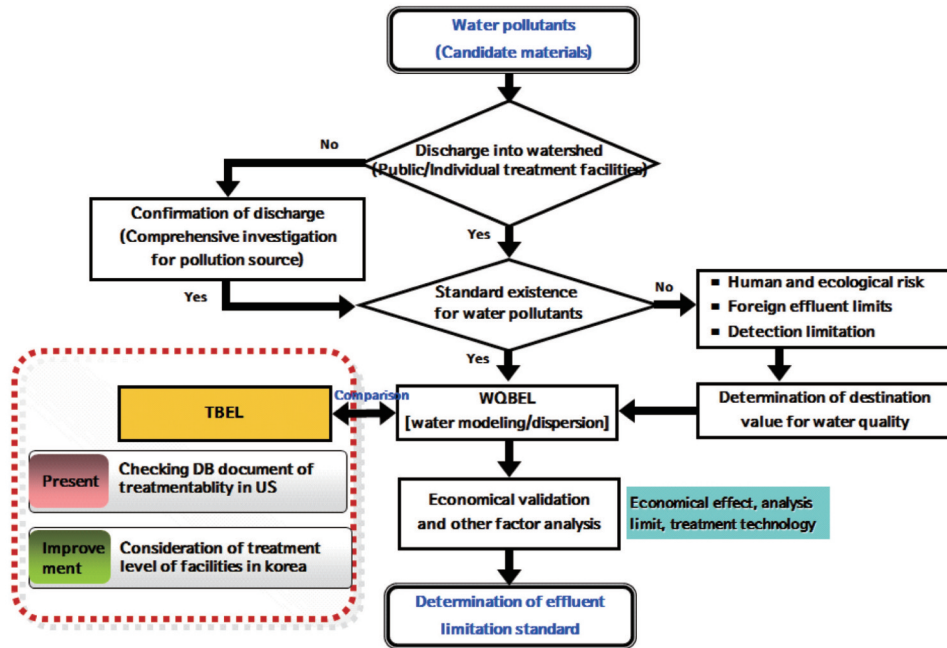 Water pollutants
(Candidate materials)
No
Discharge into watershed
(Public/Individual treatment facilities)
Confirmation of discharge
(Comprehensive investigation
for pollution source)
Yes
Yes
Standard existence
for water pollutants
No
▪ Human and ecological risk
▪ Foreign effluent limits
▪ Detection limitation
Yes
TBEL
Comparison
WQBEL
[water modeling/dispersion]
Determination of destination
value for water quality
Present
Checking DB document of
treatmentablity in US
Economical validation
and other factor analysis
Economical effect, analysis
limit, treatment technology
Improve
ment
Consideration of treatment
level of facilities in korea
Determination of effluent
limitation standard